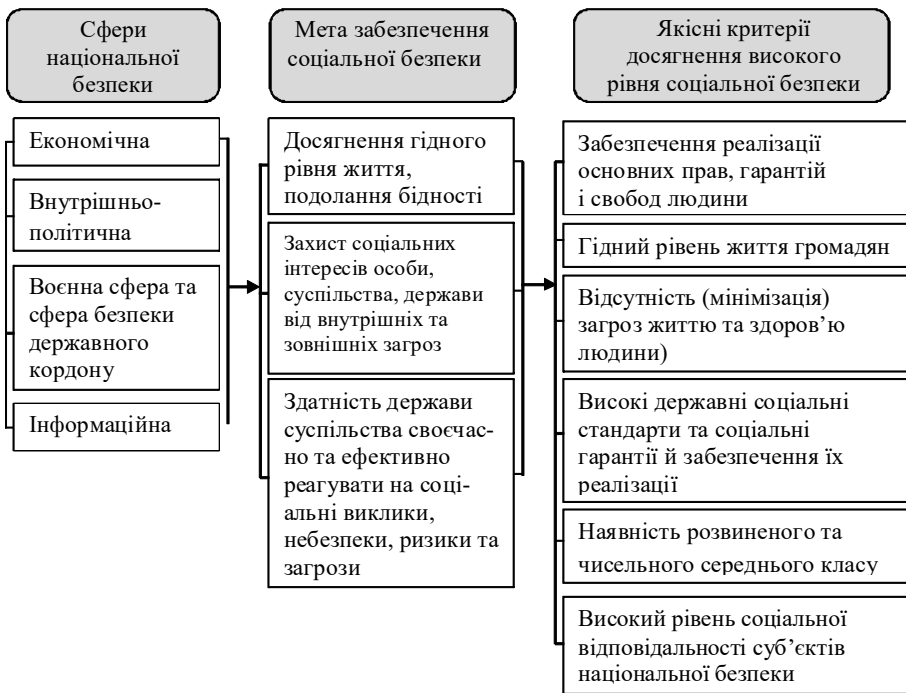 Сфери
національної
безпеки
Економічна
Внутрішньо-
політична
Воєнна сфера та
сфера безпеки
державного
кордону
Інформаційна
Мета забезпечення
соціальної безпеки
Досягнення гідного
рівня життя,
подолання бідності
Захист соціальних
інтересів особи,
суспільства, держави
від внутрішніх та
зовнішніх загроз
Здатність держави
суспільства своєчас-
но та ефективно
реагувати на соці-
альні виклики,
небезпеки, ризики та
загрози
Якісні критерії
досягнення високого
рівня соціальної безпеки
Забезпечення реалізації
основних прав, гарантій
і свобод людини
Гідний рівень життя громадян
Відсутність (мінімізація)
загроз життю та здоров’ю
людини)
Високі державні соціальні
стандарти та соціальні
гарантії й забезпечення їх
реалізації
Наявність розвиненого та
чисельного середнього класу
Високий рівень соціальної
відповідальності суб’єктів
національної безпеки